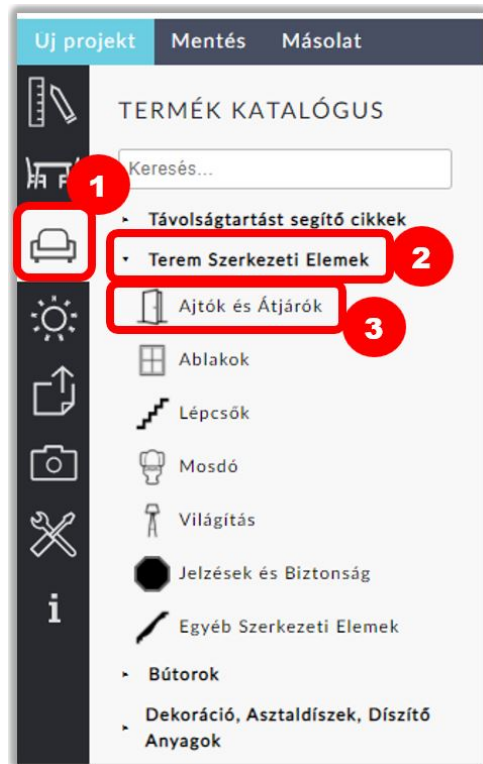 Uj projekt Mentés Másolat
TERMÉK KATALÓGUS
Keresés...
1
Távolságtartást segítő cikkek
Terem Szerkezeti Elemek
2
Ajtók és Átjárók
3
Ablakok
Lépcsők
Mosdó
Világítás
Jelzések és Biztonság
i
Egyéb Szerkezeti Elemek
Bútorok
Dekoráció, Asztaldíszek, Díszítő
Anyagok